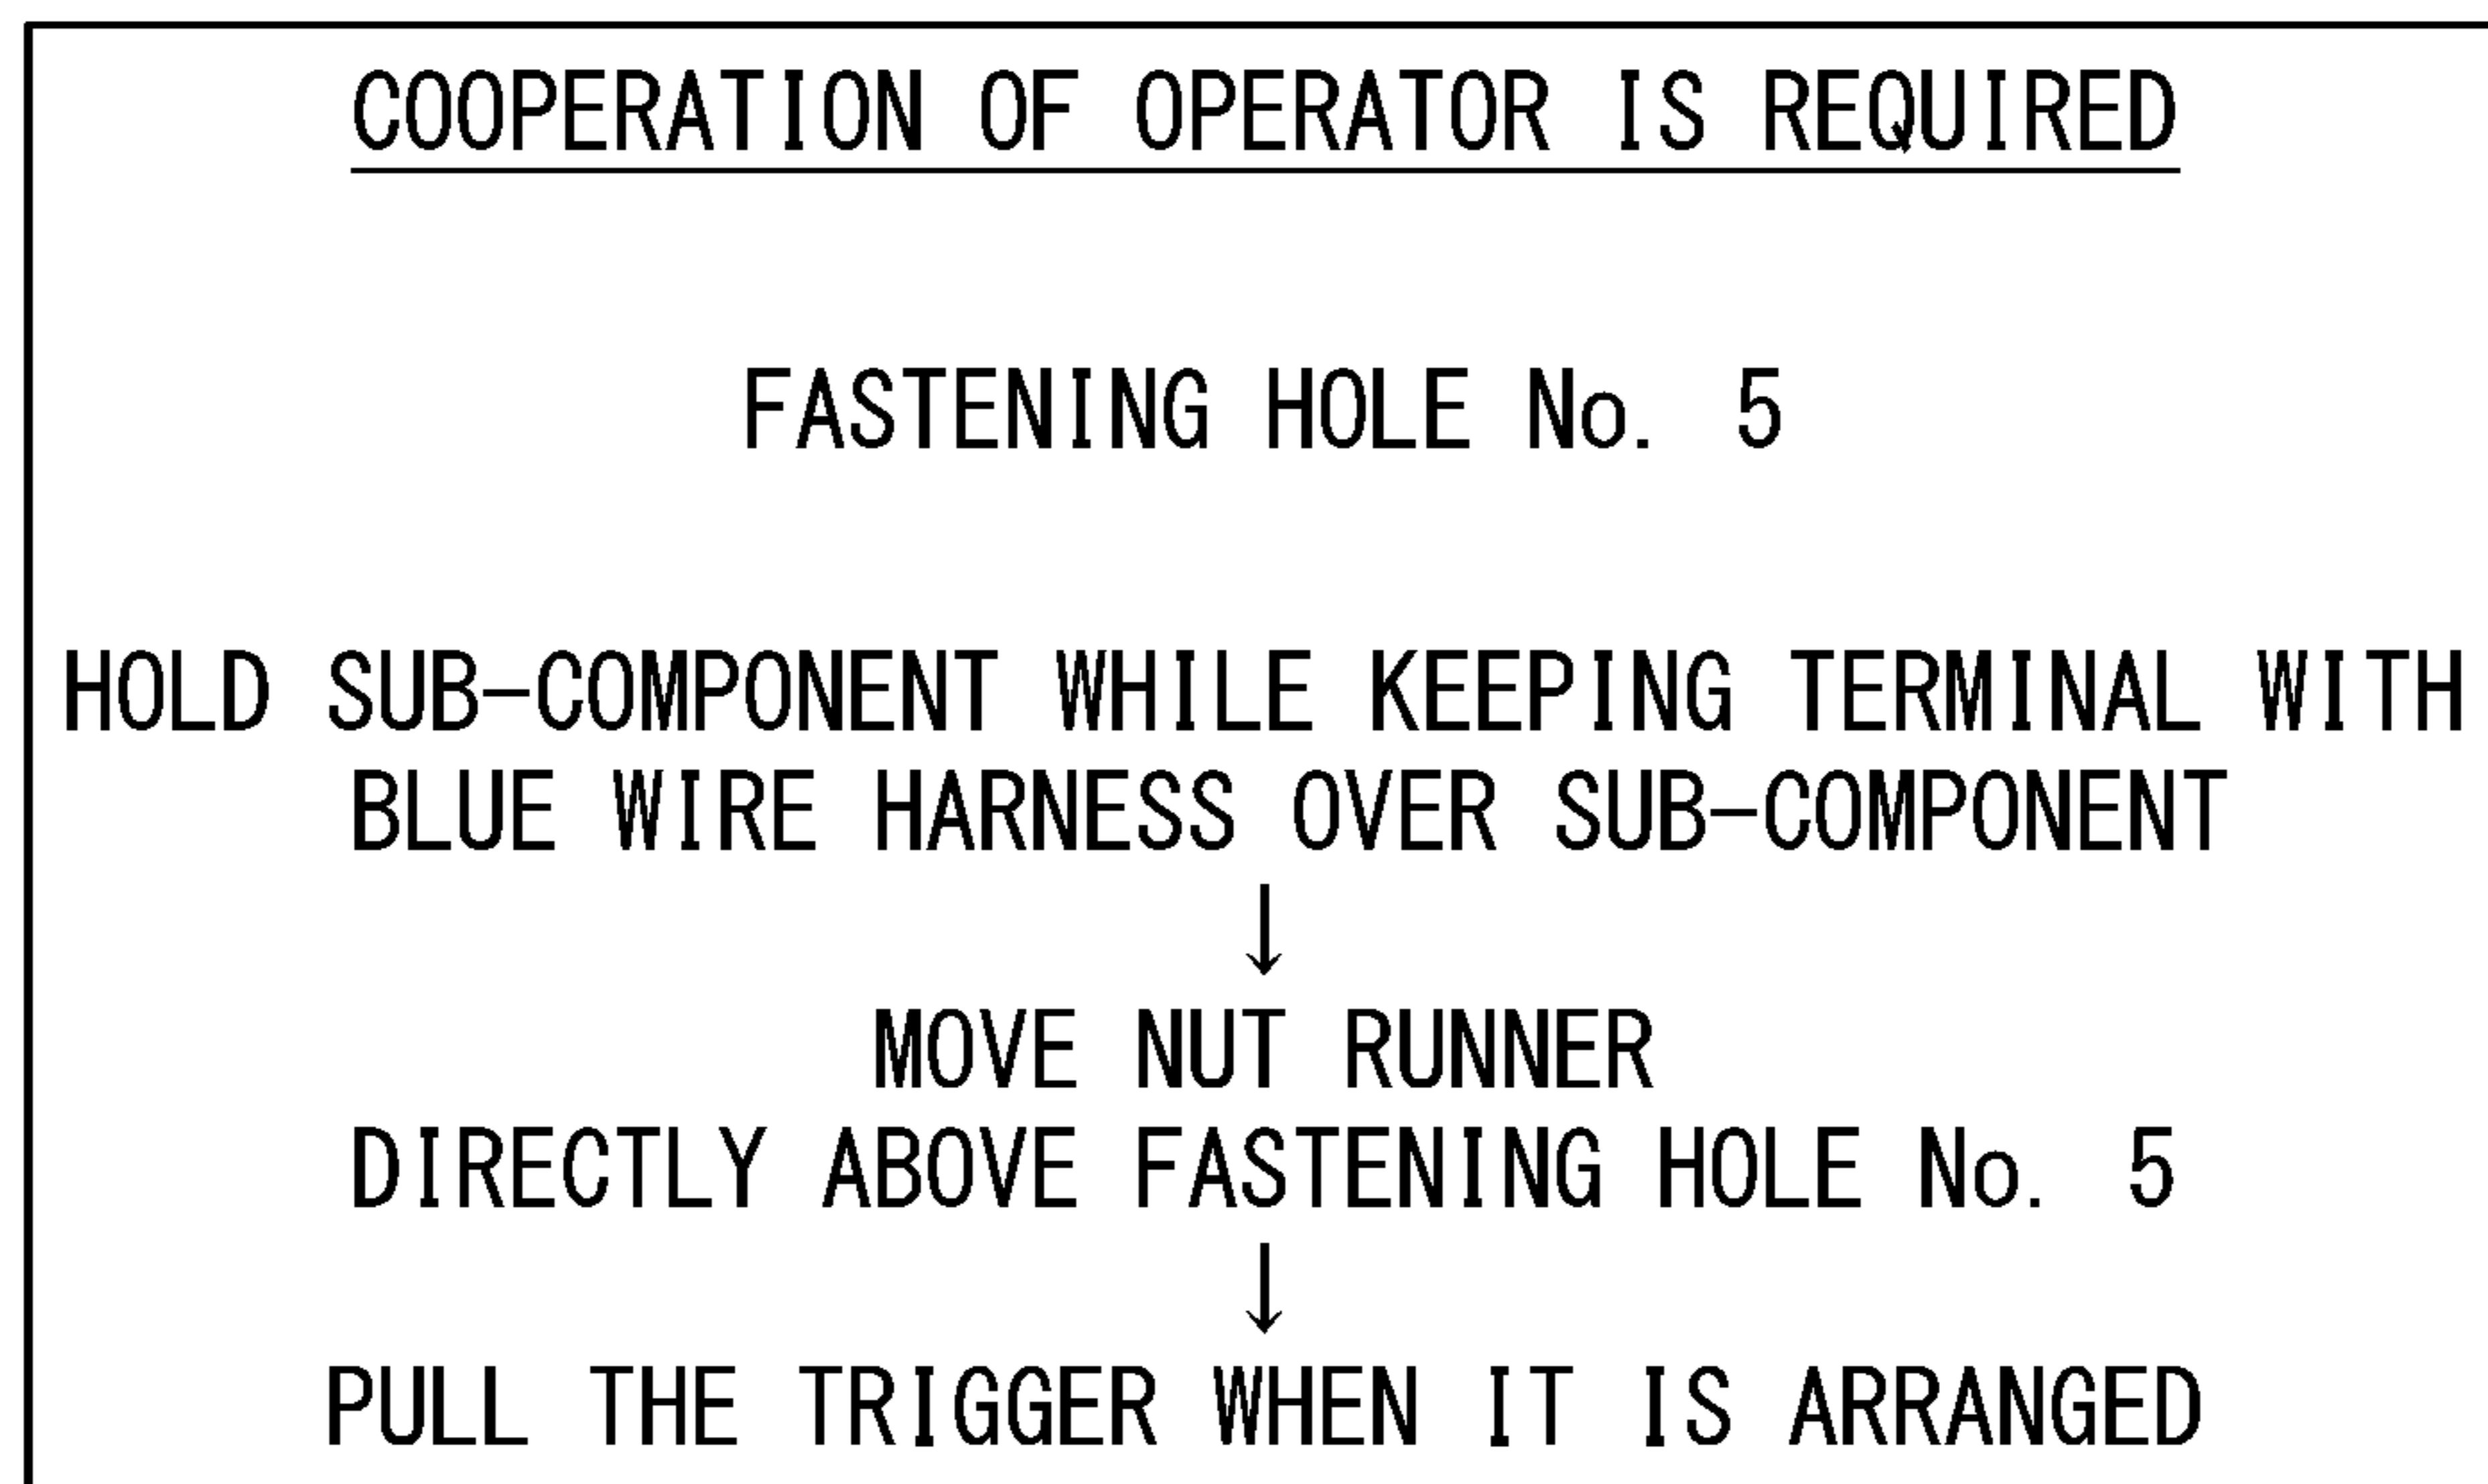 COOPERATION OF OPERATOR IS REQUIRED
FASTENING HOLE No. 5
HOLD SUB-COMPONENT WHILE KEEPING TERMINAL WITH
BLUE WIRE HARNESS OVER SUB-COMPONENT
↓
MOVE NUT RUNNER
DIRECTLY ABOVE FASTENING HOLE No. 5
↓
PULL THE TRIGGER WHEN IT IS ARRANGED